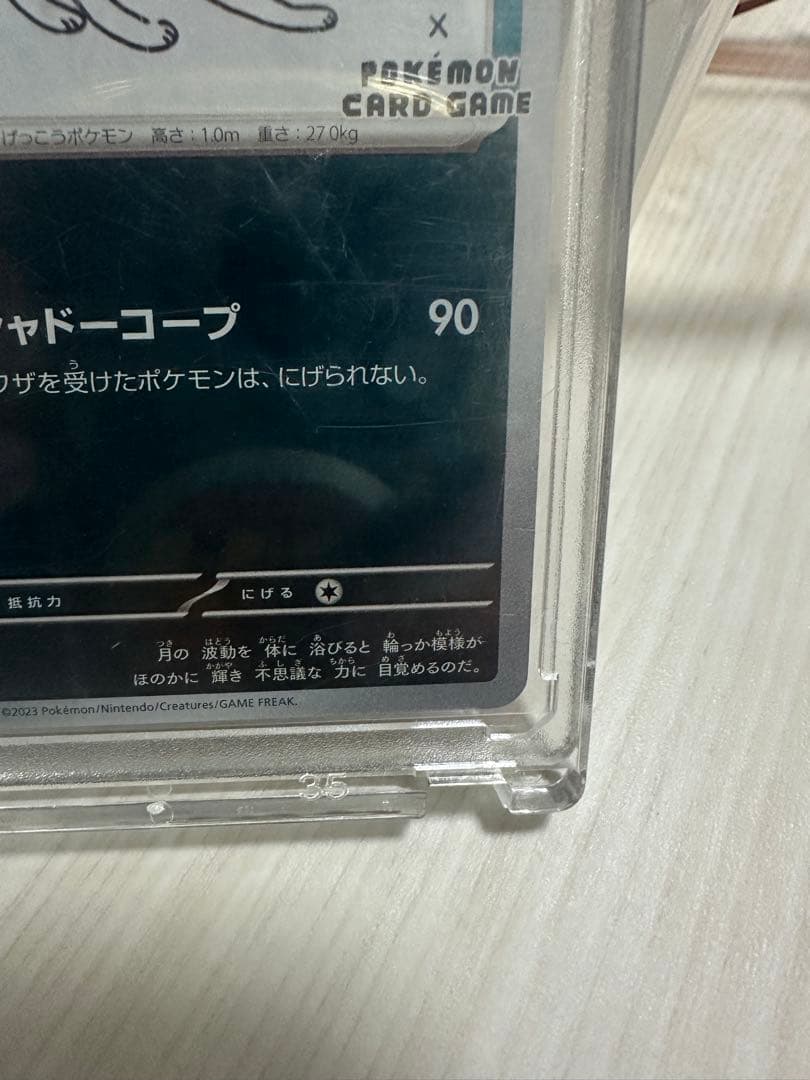 ×
POKÉMON
CARD GAME
げっこうポケモン 高さ：1.0m 重さ：27.0kg
ャドーコープ 90
ワザを受けたポケモンは、にげられない。
抵抗力 にげる
月の波動を体に浴びると輪っか模様が
ほのかに輝き不思議な力に目覚めるのだ。
©2023 Pokémon/Nintendo/Creatures/GAME FREAK.
35